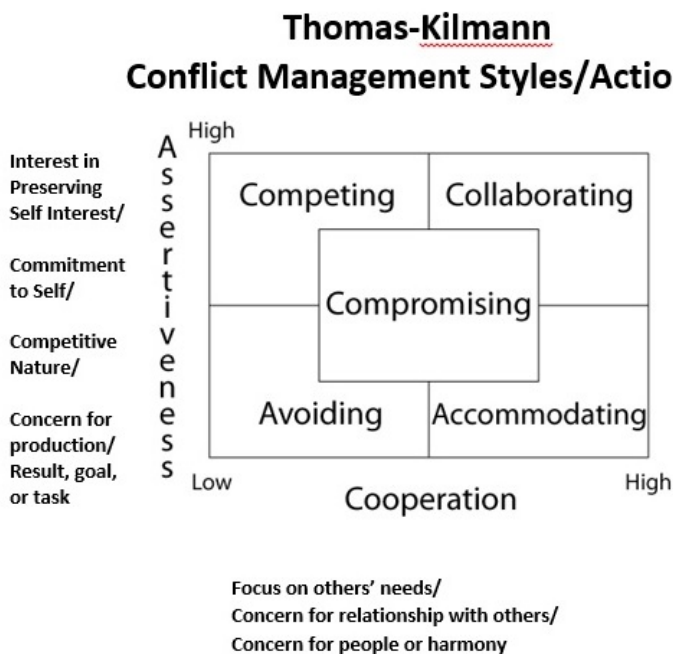 Thomas-Kilmann
Conflict Management Styles/Actio
High
Assertiveness
Interest in
Preserving
Self Interest/
Commitment
to Self/
Competitive
Nature/
Concern for
production/
Result, goal,
or task
Competing
Collaborating
Compromising
Avoiding
Accommodating
Low
High
Cooperation
Focus on others' needs/
Concern for relationship with others/
Concern for people or harmony